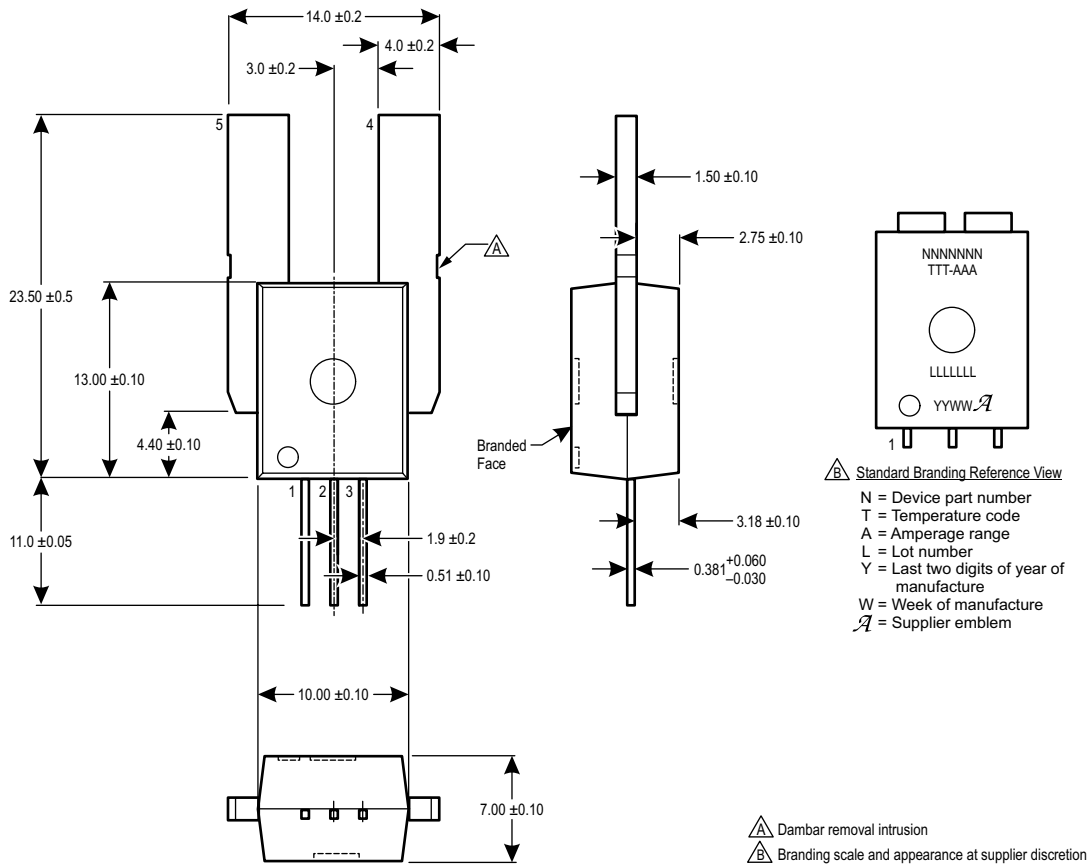 14.0 ±0.2
4.0 ±0.2
3.0 ±0.2
5
4
A
23.50 ±0.5
13.00 ±0.10
4.40 ±0.10
1
2
3
11.0 ±0.05
1.9 ±0.2
0.51 ±0.10
10.00 ±0.10
7.00 ±0.10
1.50 ±0.10
2.75 ±0.10
Branded
Face
3.18 ±0.10
0.381 +0.060
–0.030
NNNNNNN
TTT-AAA
LLLLLLL
YYWW A
1
B Standard Branding Reference View
N = Device part number
T = Temperature code
A = Amperage range
L = Lot number
Y = Last two digits of year of
manufacture
W = Week of manufacture
A = Supplier emblem
A Dambar removal intrusion
B Branding scale and appearance at supplier discretion